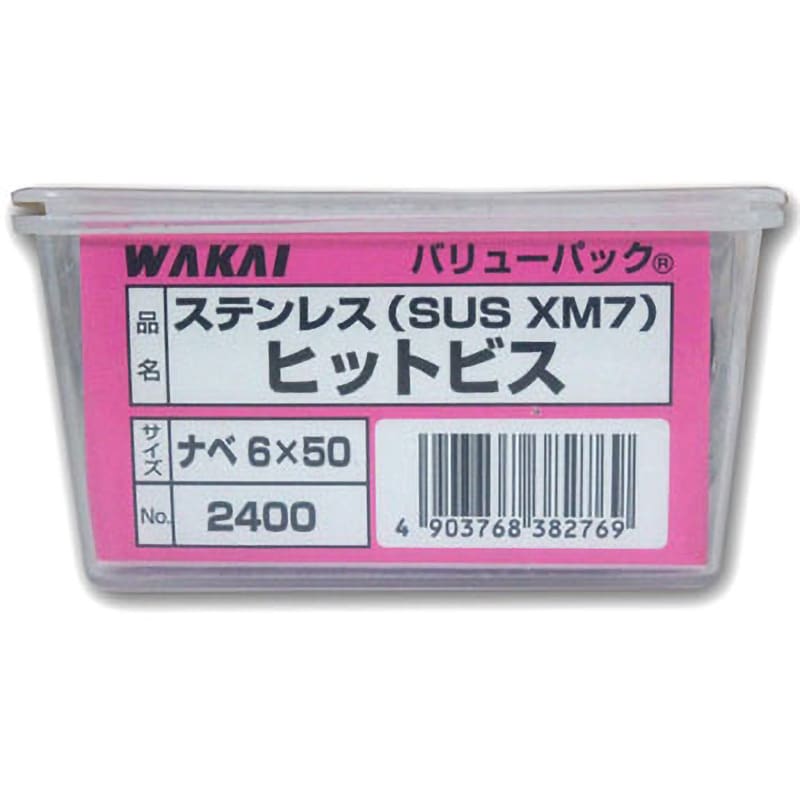 WAKAI バリューパック®
品名 ステンレス(SUS XM7)
ヒットビス
サイズ ナベ 6×50
No. 2400
4 903768 382769